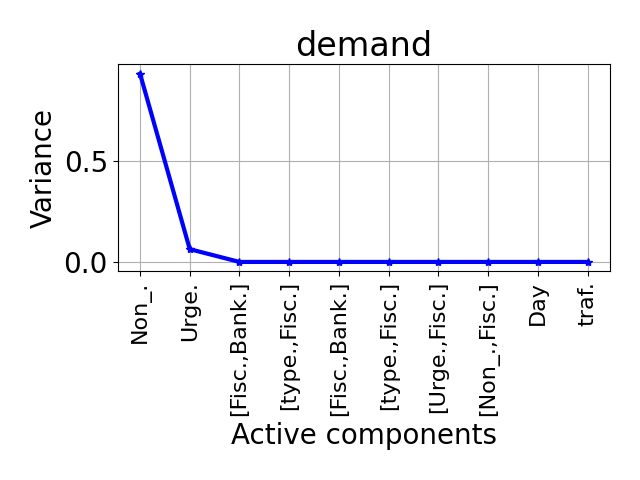 demand
Variance
0.5
0.0
Non_.
Urge.
[Fisc.,Bank.]
[type.,Fisc.]
[Fisc.,Bank.]
[type.,Fisc.]
[Urge.,Fisc.]
[Non_.,Fisc.]
Day
traf.
Active components